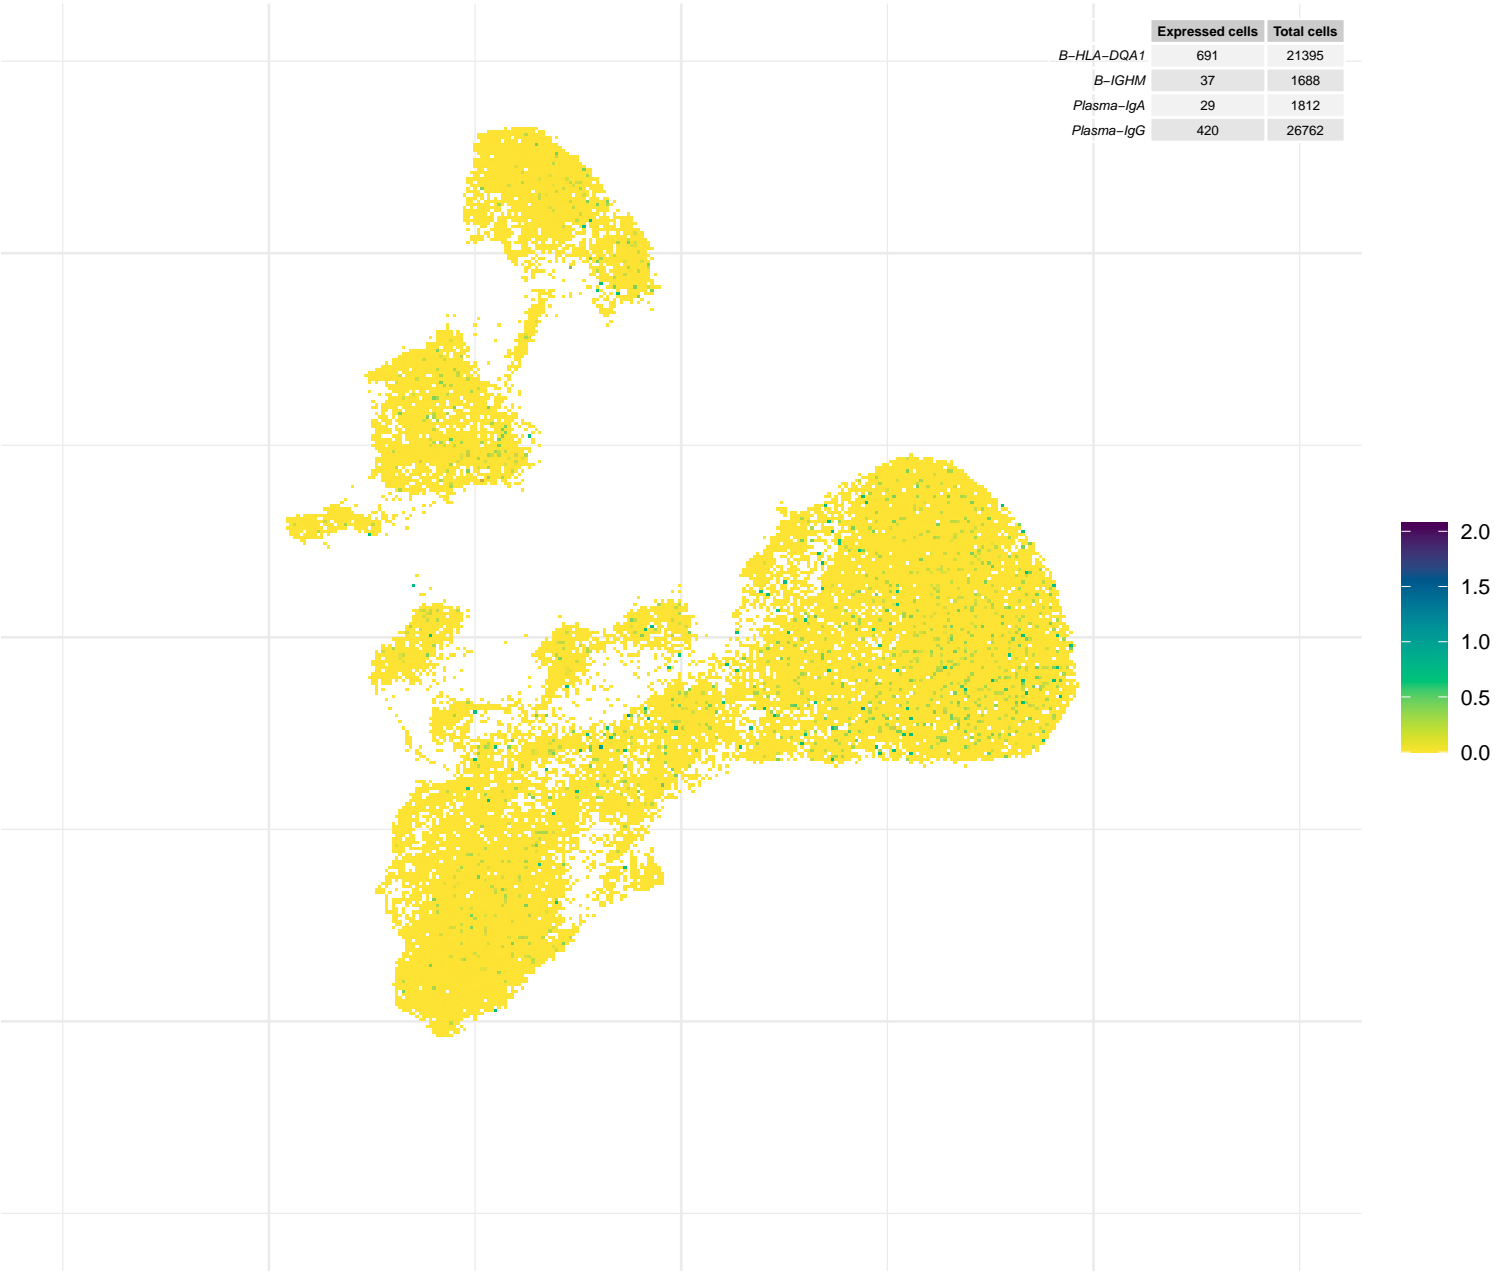 Expressed cells Total cells
B−HLA−DQA1 691 21395
B−IGHM 37 1688
Plasma−IgA 29 1812
Plasma−IgG 420 26762
2.0
1.5
1.0
0.5
0.0